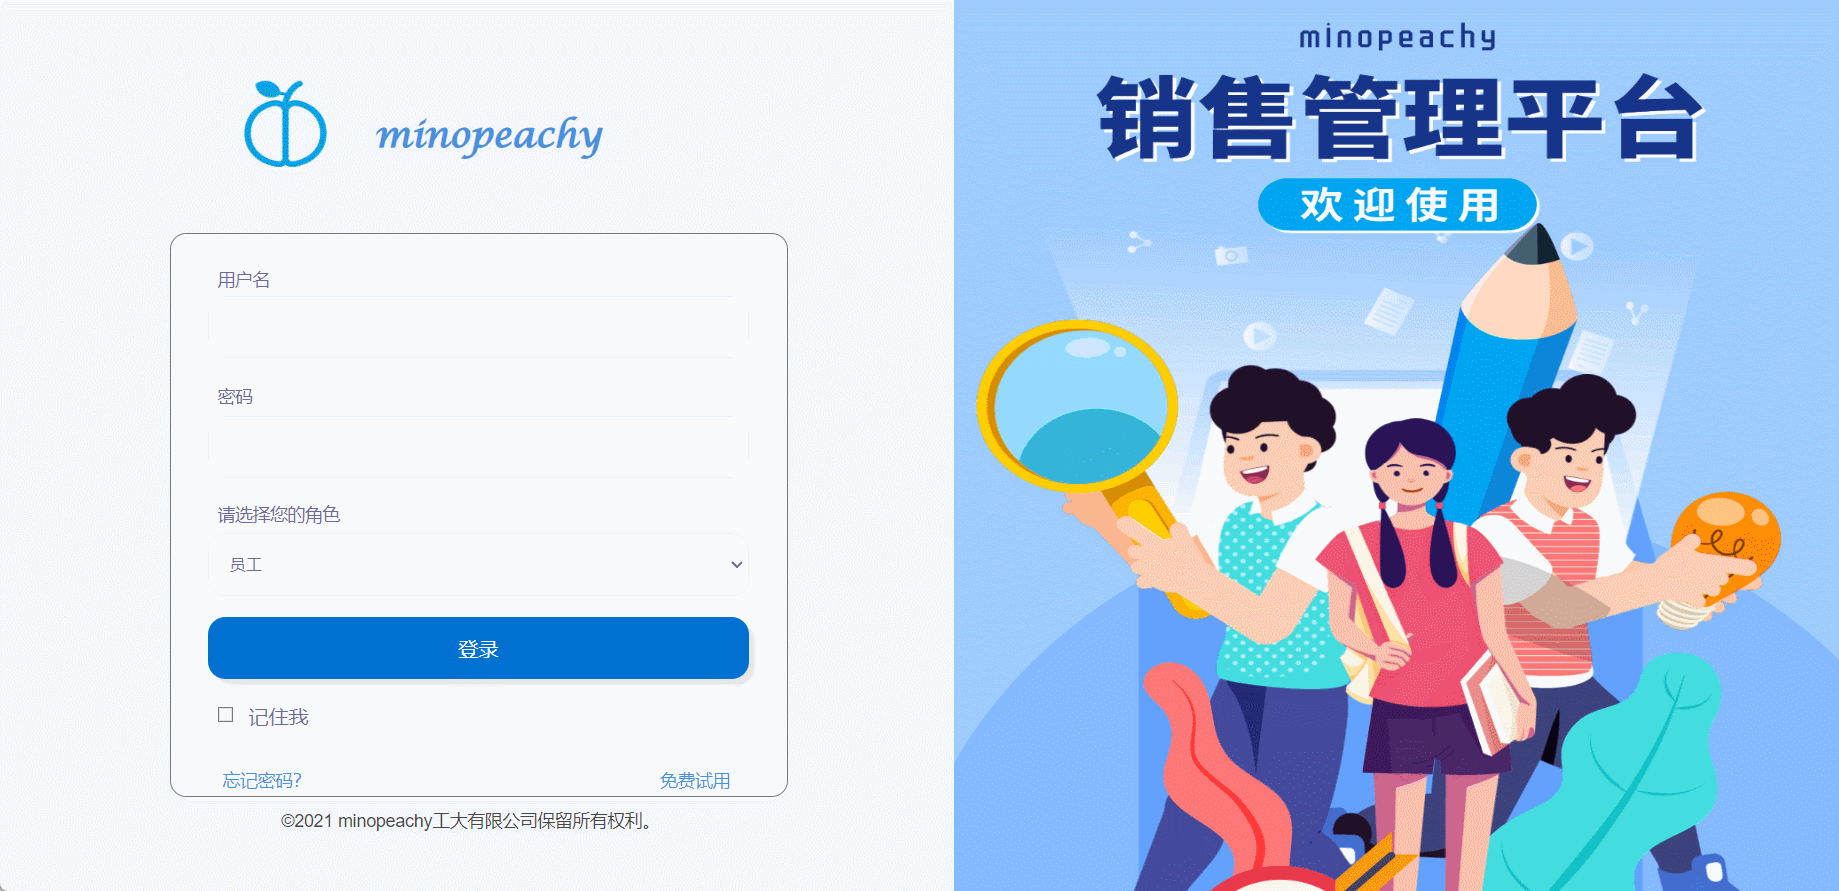 minopeachy
用户名
密码
请选择您的角色
员工
登录
记住我
忘记密码？
免费试用
©2021 minopeachy工大有限公司保留所有权利。
minopeachy
销售管理平台
欢迎使用